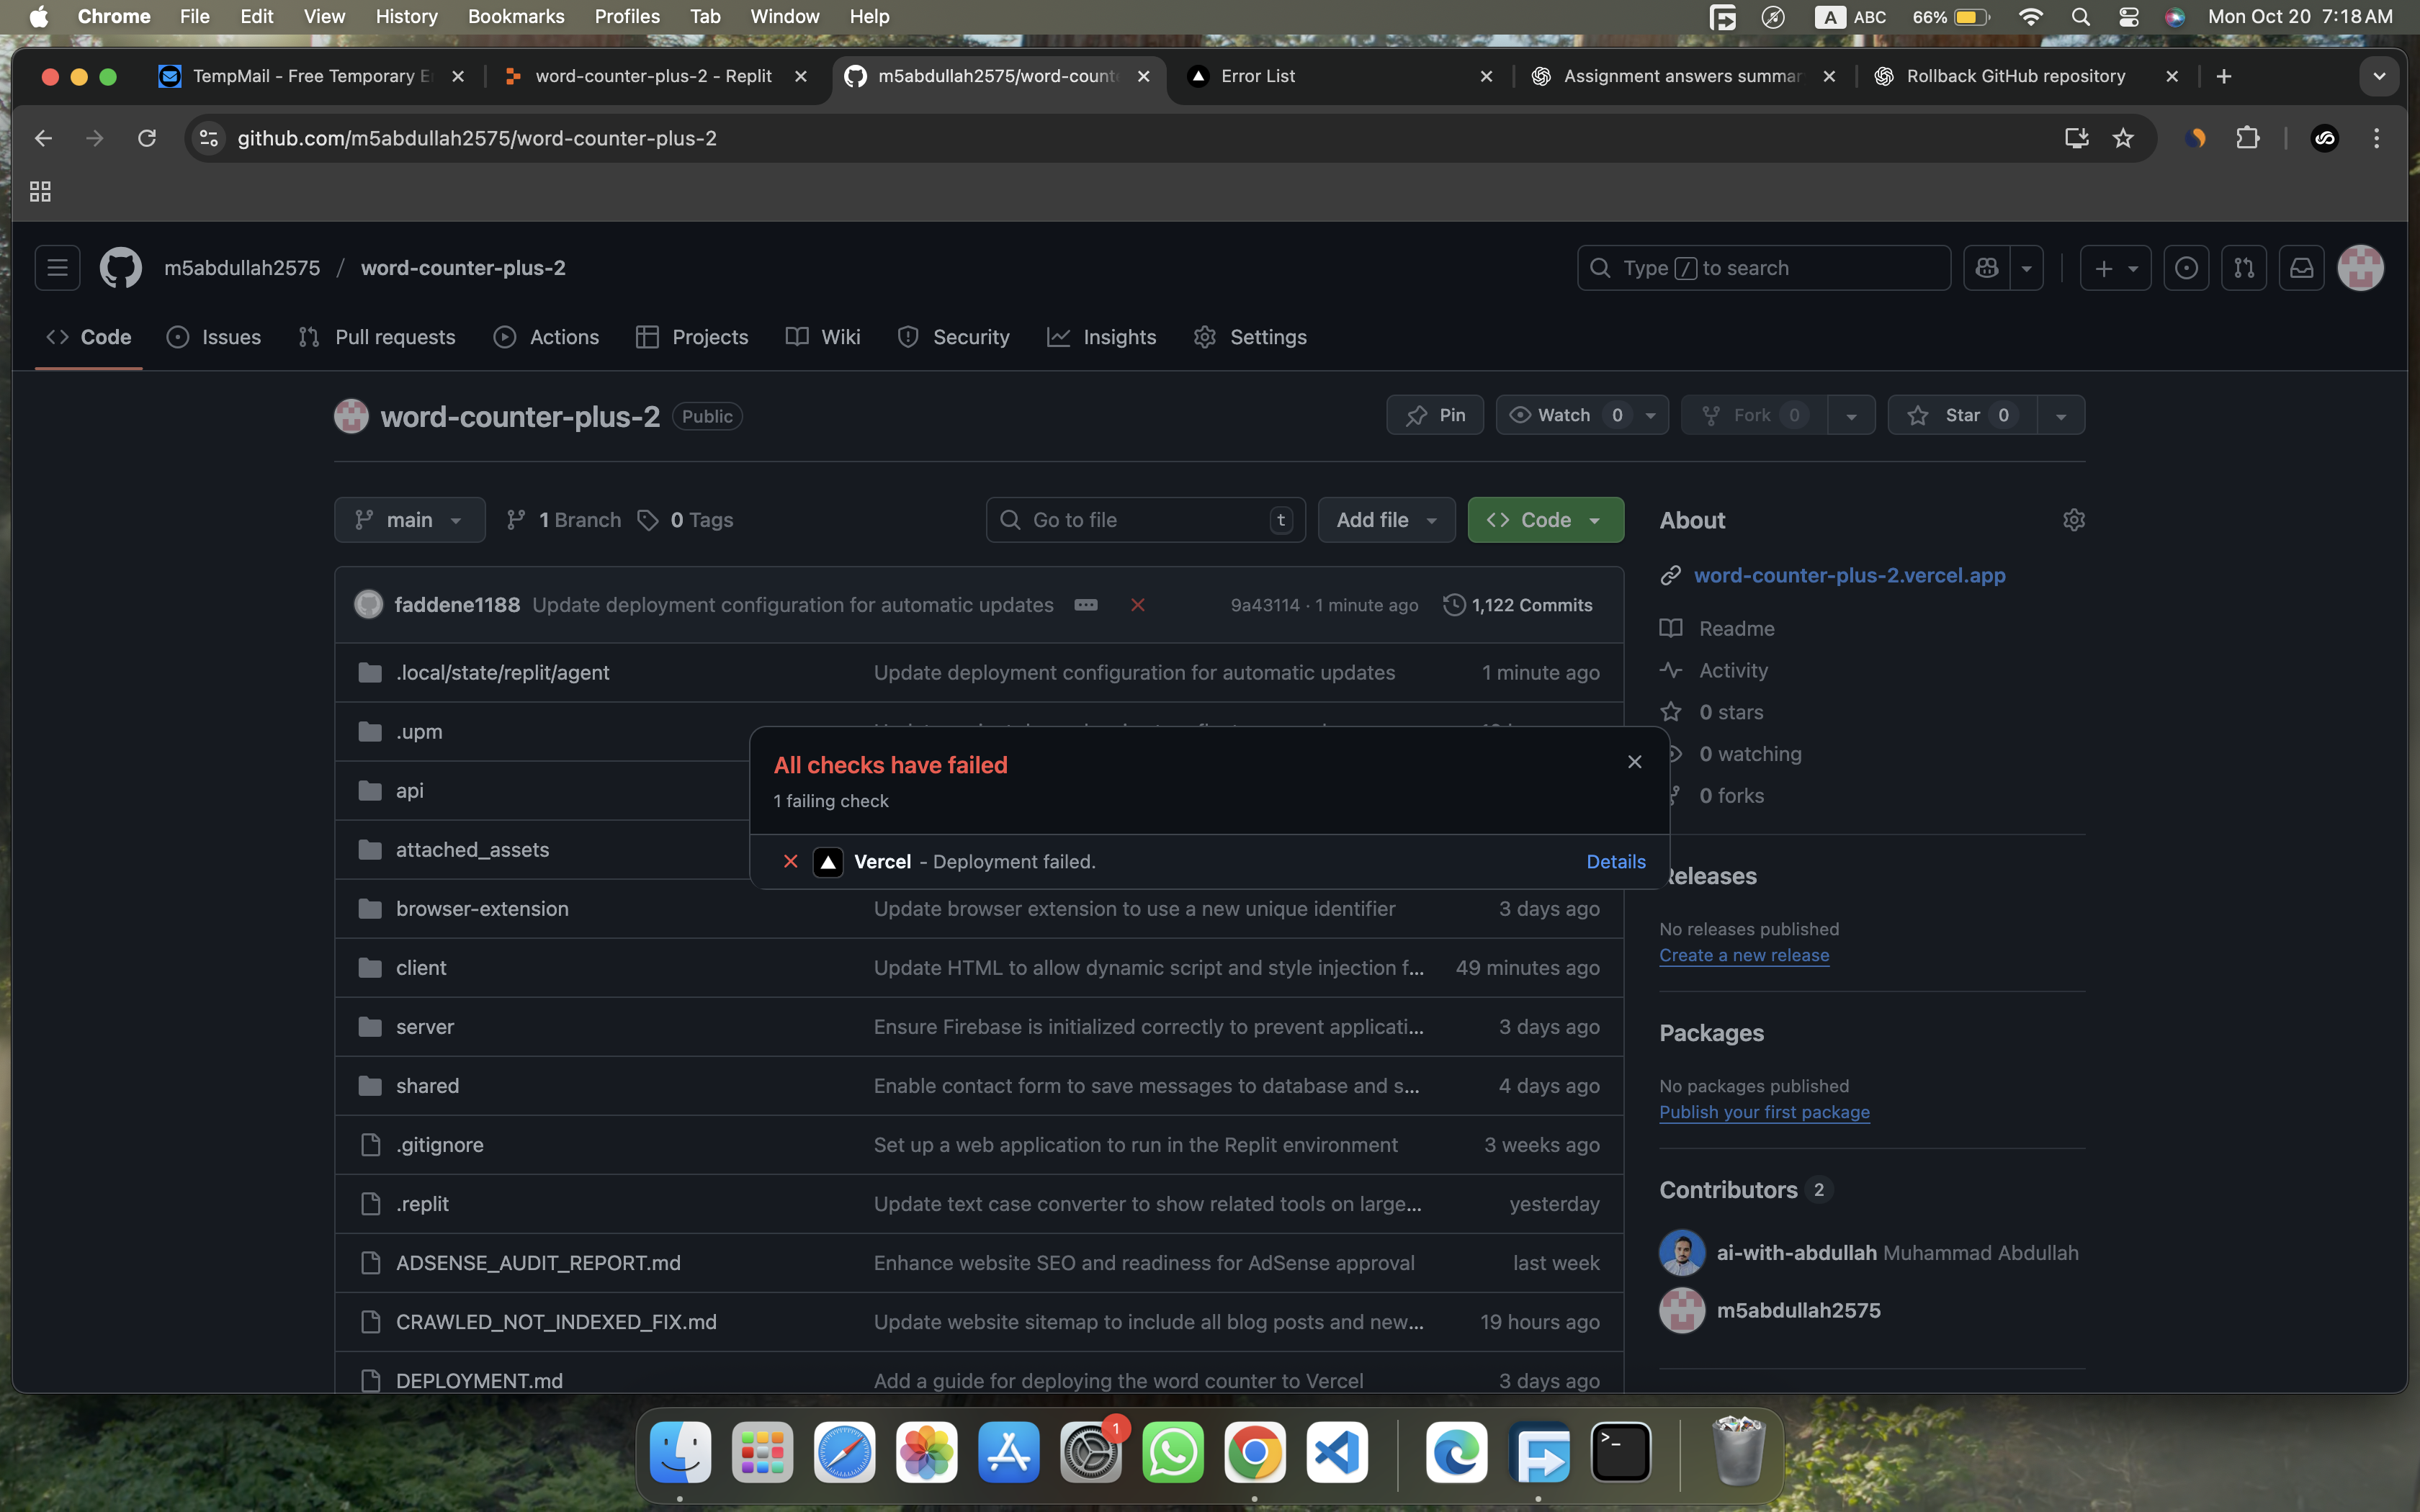 Chrome File Edit View History Bookmarks Profiles Tab Window Help A ABC 66% Mon Oct 20 7:18 AM
TempMail - Free Temporary E word-counter-plus-2 - Replit m5abdullah2575/word-count Error List Assignment answers summar Rollback GitHub repository
github.com/m5abdullah2575/word-counter-plus-2
m5abdullah2575 / word-counter-plus-2 Type / to search
Code Issues Pull requests Actions Projects Wiki Security Insights Settings
word-counter-plus-2 Public Pin Watch 0 Fork 0 Star 0
main 1 Branch 0 Tags Go to file t Add file Code About
word-counter-plus-2.vercel.app
faddene1188 Update deployment configuration for automatic updates 9a43114 · 1 minute ago 1,122 Commits
Readme
.local/state/replit/agent Update deployment configuration for automatic updates 1 minute ago
Activity
0 stars
.upm
0 watching
All checks have failed
1 failing check
api
0 forks
attached_assets
Vercel - Deployment failed. Details
Releases
browser-extension Update browser extension to use a new unique identifier 3 days ago
No releases published
Create a new release
client Update HTML to allow dynamic script and style injection f... 49 minutes ago
server Ensure Firebase is initialized correctly to prevent applicati... 3 days ago
Packages
shared Enable contact form to save messages to database and s... 4 days ago
No packages published
Publish your first package
.gitignore Set up a web application to run in the Replit environment 3 weeks ago
Contributors 2
.replit Update text case converter to show related tools on large... yesterday
ai-with-abdullah Muhammad Abdullah
ADSENSE_AUDIT_REPORT.md Enhance website SEO and readiness for AdSense approval last week
m5abdullah2575
CRAWLED_NOT_INDEXED_FIX.md Update website sitemap to include all blog posts and new... 19 hours ago
DEPLOYMENT.md Add a guide for deploying the word counter to Vercel 3 days ago
1